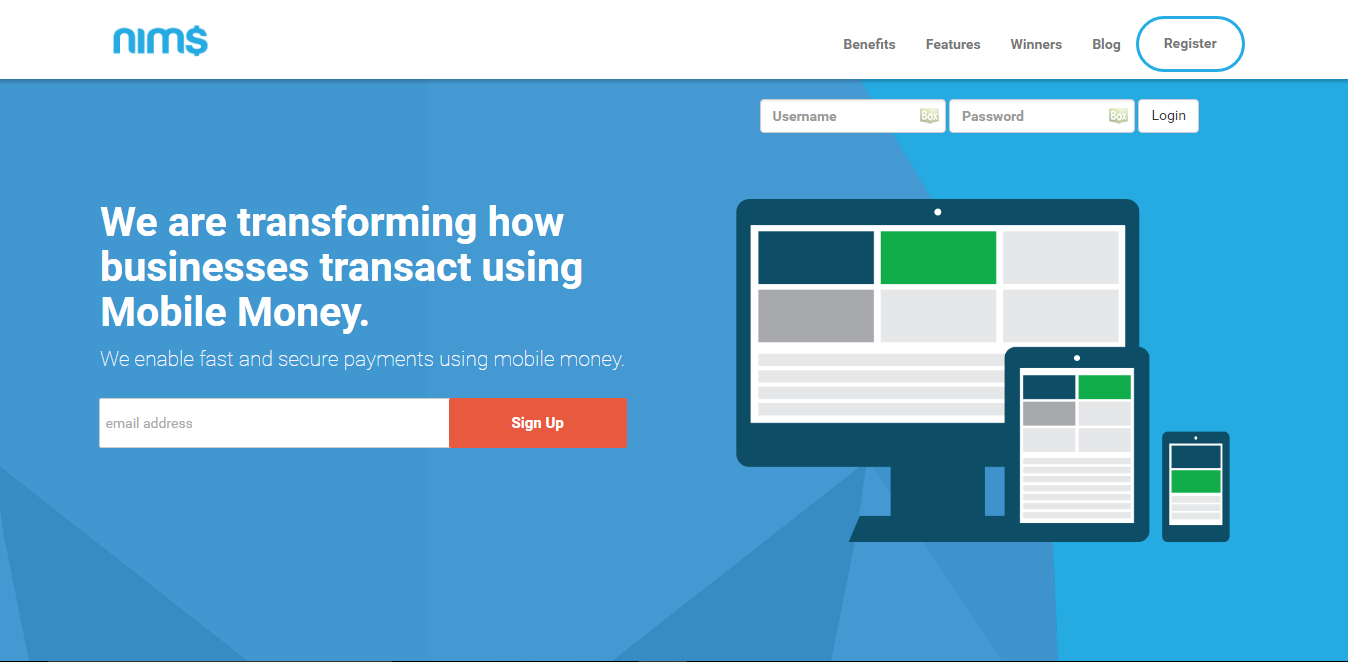 nim$
Benefits Features Winners Blog Register
Username Box Password Box Login
We are transforming how
businesses transact using
Mobile Money.
We enable fast and secure payments using mobile money.
email address Sign Up